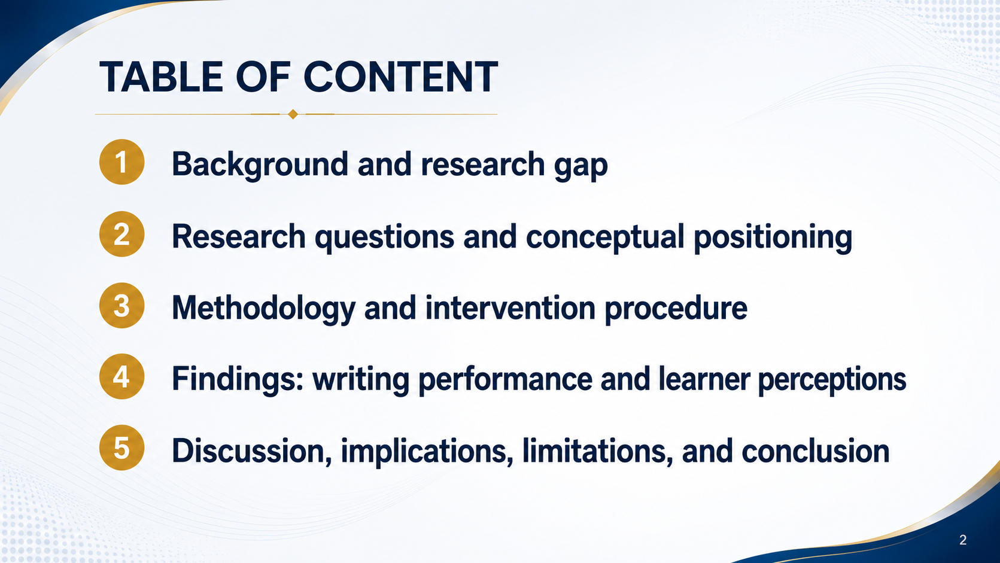 TABLE OF CONTENT
1 Background and research gap
2 Research questions and conceptual positioning
3 Methodology and intervention procedure
4 Findings: writing performance and learner perceptions
5 Discussion, implications, limitations, and conclusion
2